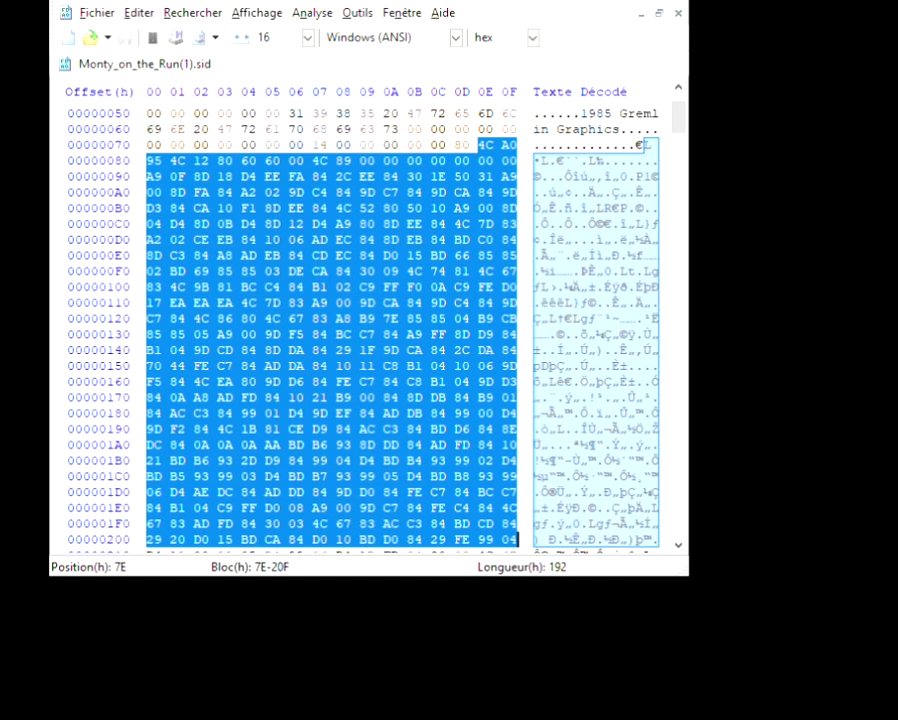 Fichier Editer Rechercher Affichage Analyse Outils Fenêtre Aide
16 Windows (ANSI) hex
Monty_on_the_Run(1).sid
Offset(h) 00 01 02 03 04 05 06 07 08 09 0A 0B 0C 0D 0E 0F Texte Décodé
00000050 00 00 00 00 00 00 31 39 38 35 20 47 72 65 6D 6C ......1985 Greml
00000060 69 6E 20 47 72 61 70 68 69 63 73 00 00 00 00 00 in Graphics.....
00000070 00 00 00 00 00 00 00 14 00 00 00 00 00 80 4C A0 .............€L
00000080 95 4C 12 80 60 60 00 4C 89 00 00 00 00 00 00 00 •L.€``.L‰.......
00000090 A9 0F 8D 18 D4 EE FA 84 2C EE 84 30 1E 50 31 A9
000000A0 00 8D FA 84 A2 02 9D C4 84 9D C7 84 9D CA 84 9D
000000B0 D3 84 CA 10 F1 8D EE 84 4C 52 80 50 10 A9 00 8D
000000C0 04 D4 8D 0B D4 8D 12 D4 A9 80 8D EE 84 4C 7D 83
000000D0 A2 02 CE EB 84 10 06 AD EC 84 8D EB 84 BD C0 84
000000E0 8D C3 84 A8 AD EB 84 CD EC 84 D0 15 BD 66 85 85
000000F0 02 BD 69 85 85 03 DE CA 84 30 09 4C 74 81 4C 67
00000100 83 4C 9B 81 BC C4 84 B1 02 C9 FF F0 0A C9 FE D0
00000110 17 EA EA EA 4C 7D 83 A9 00 9D CA 84 9D C4 84 9D
00000120 C7 84 4C 86 80 4C 67 83 A8 B9 7E 85 85 04 B9 CB
00000130 85 85 05 A9 00 9D F5 84 BC C7 84 A9 FF 8D D9 84
00000140 B1 04 9D CD 84 8D DA 84 29 1F 9D CA 84 2C DA 84
00000150 70 44 FE C7 84 AD DA 84 10 11 C8 B1 04 10 06 9D
00000160 F5 84 4C EA 80 9D D6 84 FE C7 84 C8 B1 04 9D D3
00000170 84 0A A8 AD FD 84 10 21 B9 00 84 8D DB 84 B9 01
00000180 84 AC C3 84 99 01 D4 9D EF 84 AD DB 84 99 00 D4
00000190 9D F2 84 4C 1B 81 CE D9 84 AC C3 84 BD D6 84 8E
000001A0 DC 84 0A 0A 0A AA BD B6 93 8D DD 84 AD FD 84 10
000001B0 21 BD B6 93 2D D9 84 99 04 D4 BD B4 93 99 02 D4
000001C0 BD B5 93 99 03 D4 BD B7 93 99 05 D4 BD B8 93 99
000001D0 06 D4 AE DC 84 AD DD 84 9D D0 84 FE C7 84 BC C7
000001E0 84 B1 04 C9 FF D0 08 A9 00 9D C7 84 FE C4 84 4C
000001F0 67 83 AD FD 84 30 03 4C 67 83 AC C3 84 BD CD 84
00000200 29 20 D0 15 BD CA 84 D0 10 BD D0 84 29 FE 99 04
Position(h): 7E Bloc(h): 7E-20F Longueur(h): 192